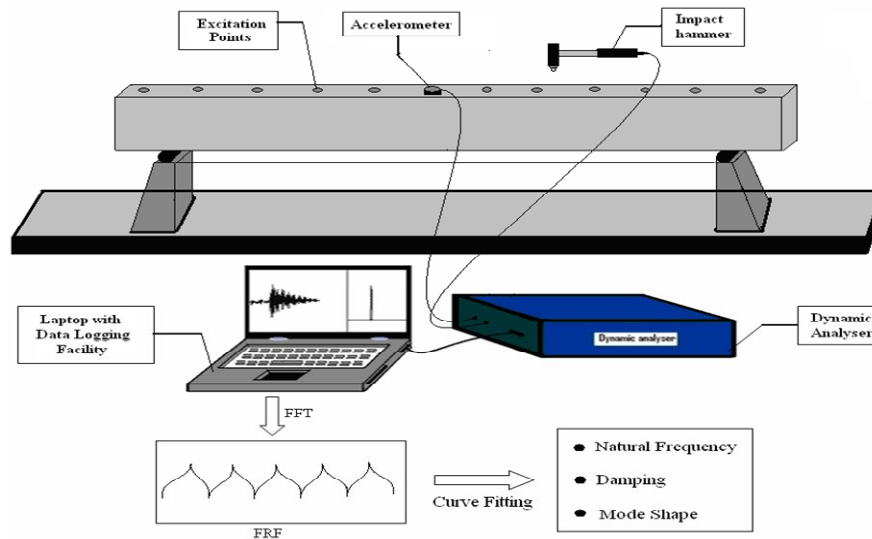 Excitation
Points
Accelerometer
Impact
hammer
Laptop with
Data Logging
Facility
Dynamic analyser
Dynamic
Analyser
FFT
FRF
Curve Fitting
Natural Frequency
Damping
Mode Shape